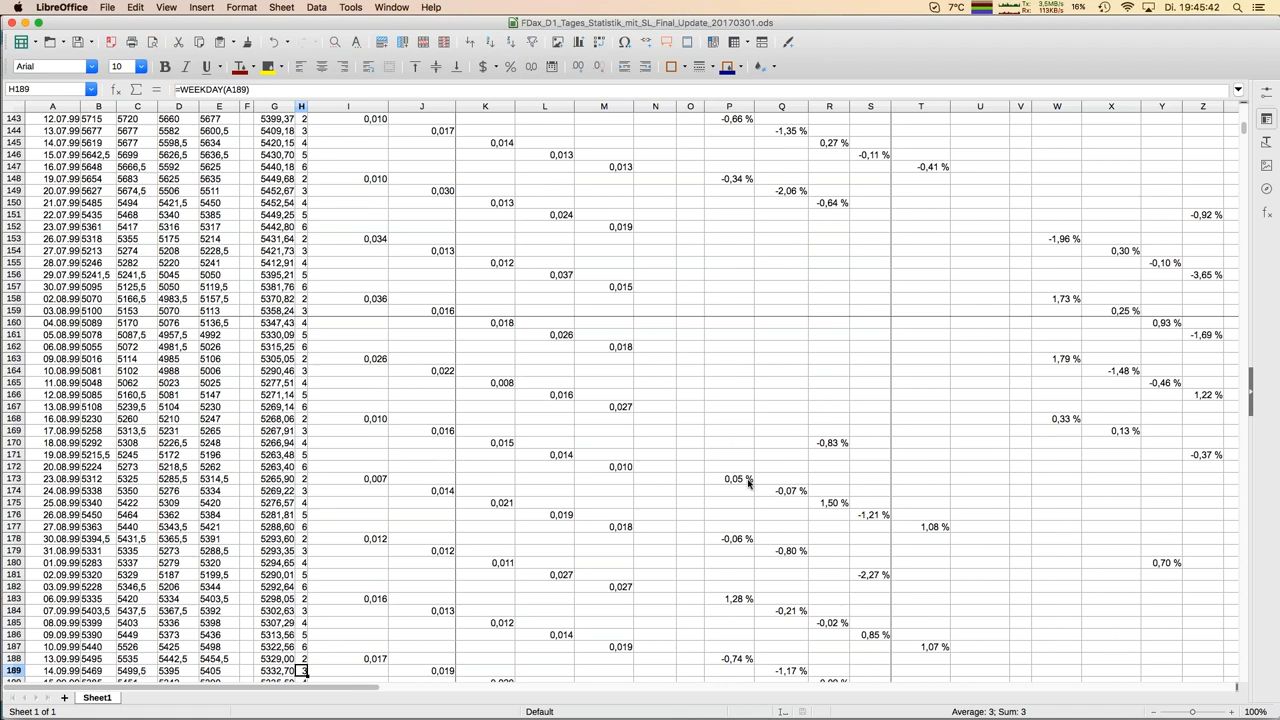 LibreOffice File Edit View Insert Format Sheet Data Tools Window Help 7°C Tx: 3,5MB/s Rx: 113KB/s 16% Di. 19:45:42
FDax_D1_Tages_Statistik_mit_SL_Final_Update_20170301.ods
Arial 10
H189 =WEEKDAY(A189)
A B C D E F G H I J K L M N O P Q R S T U V W X Y Z
143 12.07.99 5715 5720 5660 5677 5399,37 2 0,010 -0,66 %
144 13.07.99 5677 5677 5582 5600,5 5409,18 3 0,017 -1,35 %
145 14.07.99 5619 5677 5598,5 5634 5420,15 4 0,014 0,27 %
146 15.07.99 5642,5 5699 5626,5 5636,5 5430,70 5 0,013 -0,11 %
147 16.07.99 5648 5666,5 5592 5625 5440,18 6 0,013 -0,41 %
148 19.07.99 5654 5683 5625 5635 5449,68 2 0,010 -0,34 %
149 20.07.99 5627 5674,5 5506 5511 5452,67 3 0,030 -2,06 %
150 21.07.99 5485 5494 5421,5 5450 5452,54 4 0,013 -0,64 %
151 22.07.99 5435 5468 5340 5385 5449,25 5 0,024 -0,92 %
152 23.07.99 5361 5417 5316 5317 5442,80 6 0,019
153 26.07.99 5318 5355 5175 5214 5431,64 2 0,034 -1,96 %
154 27.07.99 5213 5274 5208 5228,5 5421,73 3 0,013 0,30 %
155 28.07.99 5246 5282 5220 5241 5412,91 4 0,012 -0,10 %
156 29.07.99 5241,5 5241,5 5045 5050 5395,21 5 0,037 -3,65 %
157 30.07.99 5095 5125,5 5050 5119,5 5381,76 6 0,015
158 02.08.99 5070 5166,5 4983,5 5157,5 5370,82 2 0,036 1,73 %
159 03.08.99 5100 5153 5070 5113 5358,24 3 0,016 0,25 %
160 04.08.99 5089 5170 5076 5136,5 5347,43 4 0,018 0,93 %
161 05.08.99 5078 5087,5 4957,5 4992 5330,09 5 0,026 -1,69 %
162 06.08.99 5055 5072 4981,5 5026 5315,25 6 0,018
163 09.08.99 5016 5114 4985 5106 5305,05 2 0,026 1,79 %
164 10.08.99 5081 5102 4988 5006 5290,46 3 0,022 -1,48 %
165 11.08.99 5048 5062 5023 5025 5277,51 4 0,008 -0,46 %
166 12.08.99 5085 5160,5 5081 5147 5271,14 5 0,016 1,22 %
167 13.08.99 5108 5239,5 5104 5230 5269,14 6 0,027
168 16.08.99 5230 5260 5210 5247 5268,06 2 0,010 0,33 %
169 17.08.99 5258 5313,5 5231 5265 5267,91 3 0,016 0,13 %
170 18.08.99 5292 5308 5226,5 5248 5266,94 4 0,015 -0,83 %
171 19.08.99 5215,5 5245 5172 5196 5263,48 5 0,014 -0,37 %
172 20.08.99 5224 5273 5218,5 5262 5263,40 6 0,010
173 23.08.99 5312 5325 5285,5 5314,5 5265,90 2 0,007 0,05 %
174 24.08.99 5338 5350 5276 5334 5269,22 3 0,014 -0,07 %
175 25.08.99 5340 5422 5309 5420 5276,57 4 0,021 1,50 %
176 26.08.99 5450 5464 5362 5384 5281,81 5 0,019 -1,21 %
177 27.08.99 5363 5440 5343,5 5421 5288,60 6 0,018 1,08 %
178 30.08.99 5394,5 5431,5 5365,5 5391 5293,60 2 0,012 -0,06 %
179 31.08.99 5331 5335 5273 5288,5 5293,35 3 0,012 -0,80 %
180 01.09.99 5283 5337 5279 5320 5294,65 4 0,011 0,70 %
181 02.09.99 5320 5329 5187 5199,5 5290,01 5 0,027 -2,27 %
182 03.09.99 5228 5346,5 5206 5344 5292,64 6 0,027
183 06.09.99 5335 5420 5334 5403,5 5298,05 2 0,016 1,28 %
184 07.09.99 5403,5 5437,5 5367,5 5392 5302,63 3 0,013 -0,21 %
185 08.09.99 5399 5403 5336 5398 5307,29 4 0,012 -0,02 %
186 09.09.99 5390 5449 5373 5436 5313,56 5 0,014 0,85 %
187 10.09.99 5440 5526 5425 5498 5322,56 6 0,019 1,07 %
188 13.09.99 5495 5535 5442,5 5454,5 5329,00 2 0,017 -0,74 %
189 14.09.99 5469 5499,5 5395 5405 5332,70 3 0,019 -1,17 %
Sheet1
Sheet 1 of 1 Default Average: 3; Sum: 3 100%